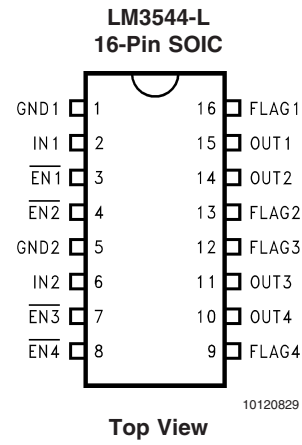 LM3544-L
16-Pin SOIC
GND1 1 16 FLAG1
IN1 2 15 OUT1
EN1 3 14 OUT2
EN2 4 13 FLAG2
GND2 5 12 FLAG3
IN2 6 11 OUT3
EN3 7 10 OUT4
EN4 8 9 FLAG4
10120829
Top View